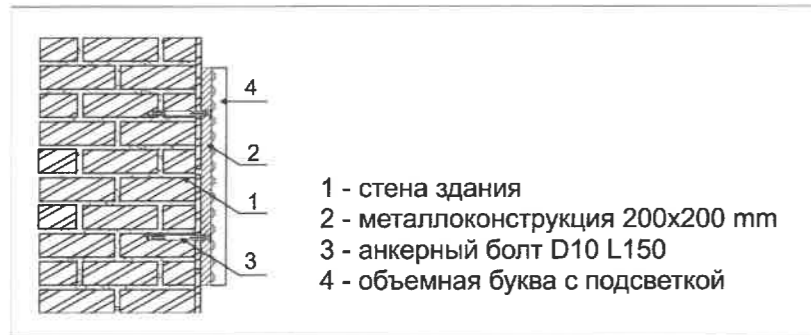 4
2
1
3
1 - стена здания
2 - металлоконструкция 200x200 mm
3 - анкерный болт D10 L150
4 - объемная буква с подсветкой